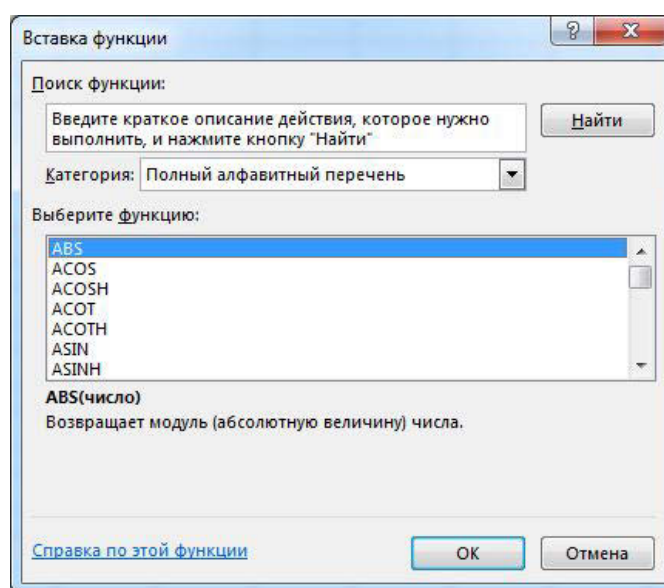 Вставка функции
Поиск функции:
Введите краткое описание действия, которое нужно
выполнить, и нажмите кнопку "Найти"
Найти
Категория: Полный алфавитный перечень
Выберите функцию:
ABS
ACOS
ACOSH
ACOT
ACOTH
ASIN
ASINH
ABS(число)
Возвращает модуль (абсолютную величину) числа.
Справка по этой функции
ОК
Отмена